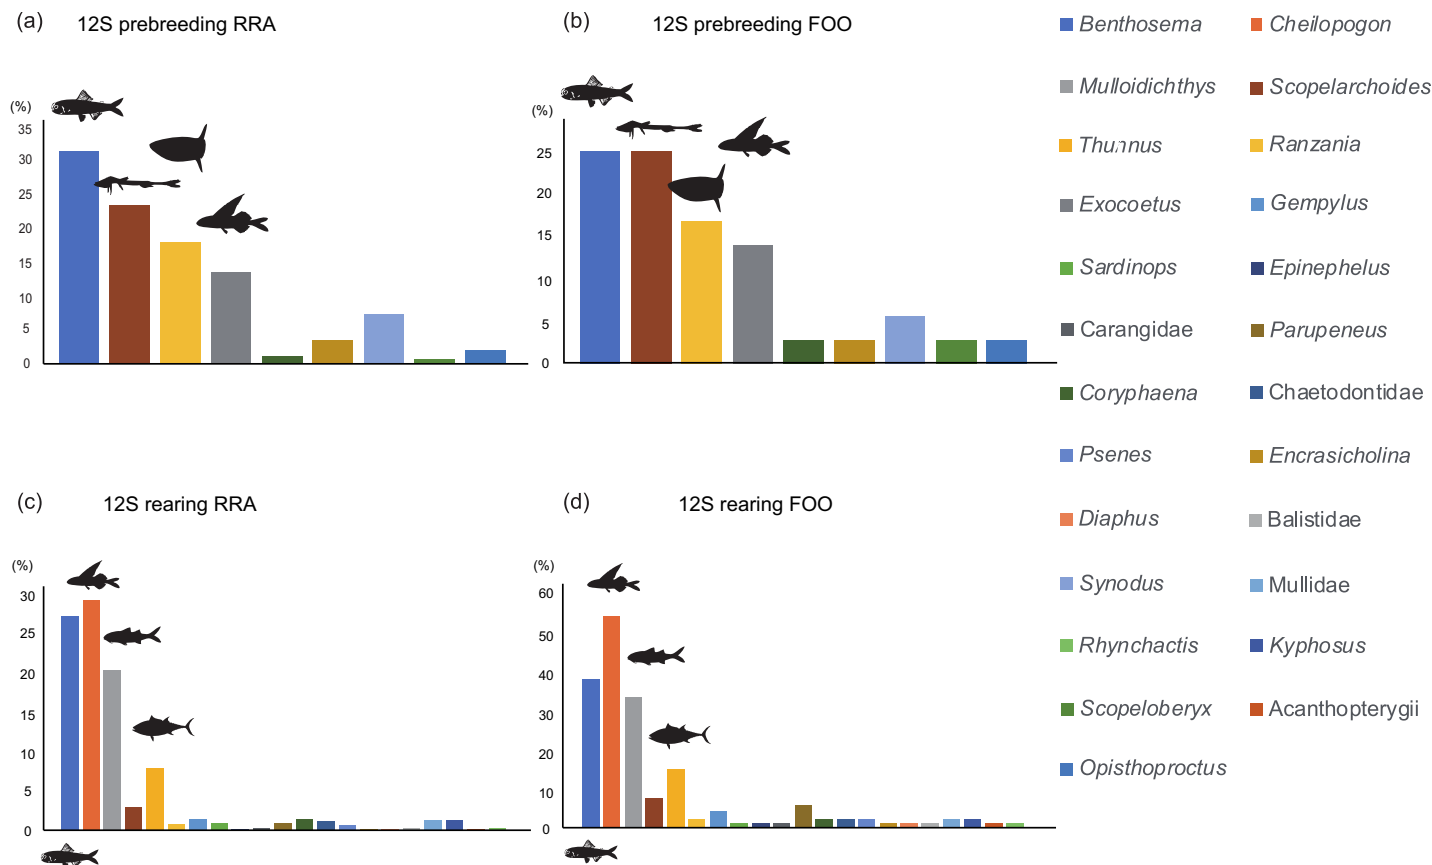 (a) 12S prebreeding RRA
(%)
35
30
25
20
15
10
5
0
(b) 12S prebreeding FOO
(%)
25
20
15
10
5
0
(c) 12S rearing RRA
(%)
30
25
20
15
10
5
0
(d) 12S rearing FOO
(%)
60
50
40
30
20
10
0
Benthosema Cheilopogon
Mulloidichthys Scopelarchoides
Thunnus Ranzania
Exocoetus Gempylus
Sardinops Epinephelus
Carangidae Parupeneus
Coryphaena Chaetodontidae
Psenes Encrasicholina
Diaphus Balistidae
Synodus Mullidae
Rhynchactis Kyphosus
Scopeloberyx Acanthopterygii
Opisthoproctus